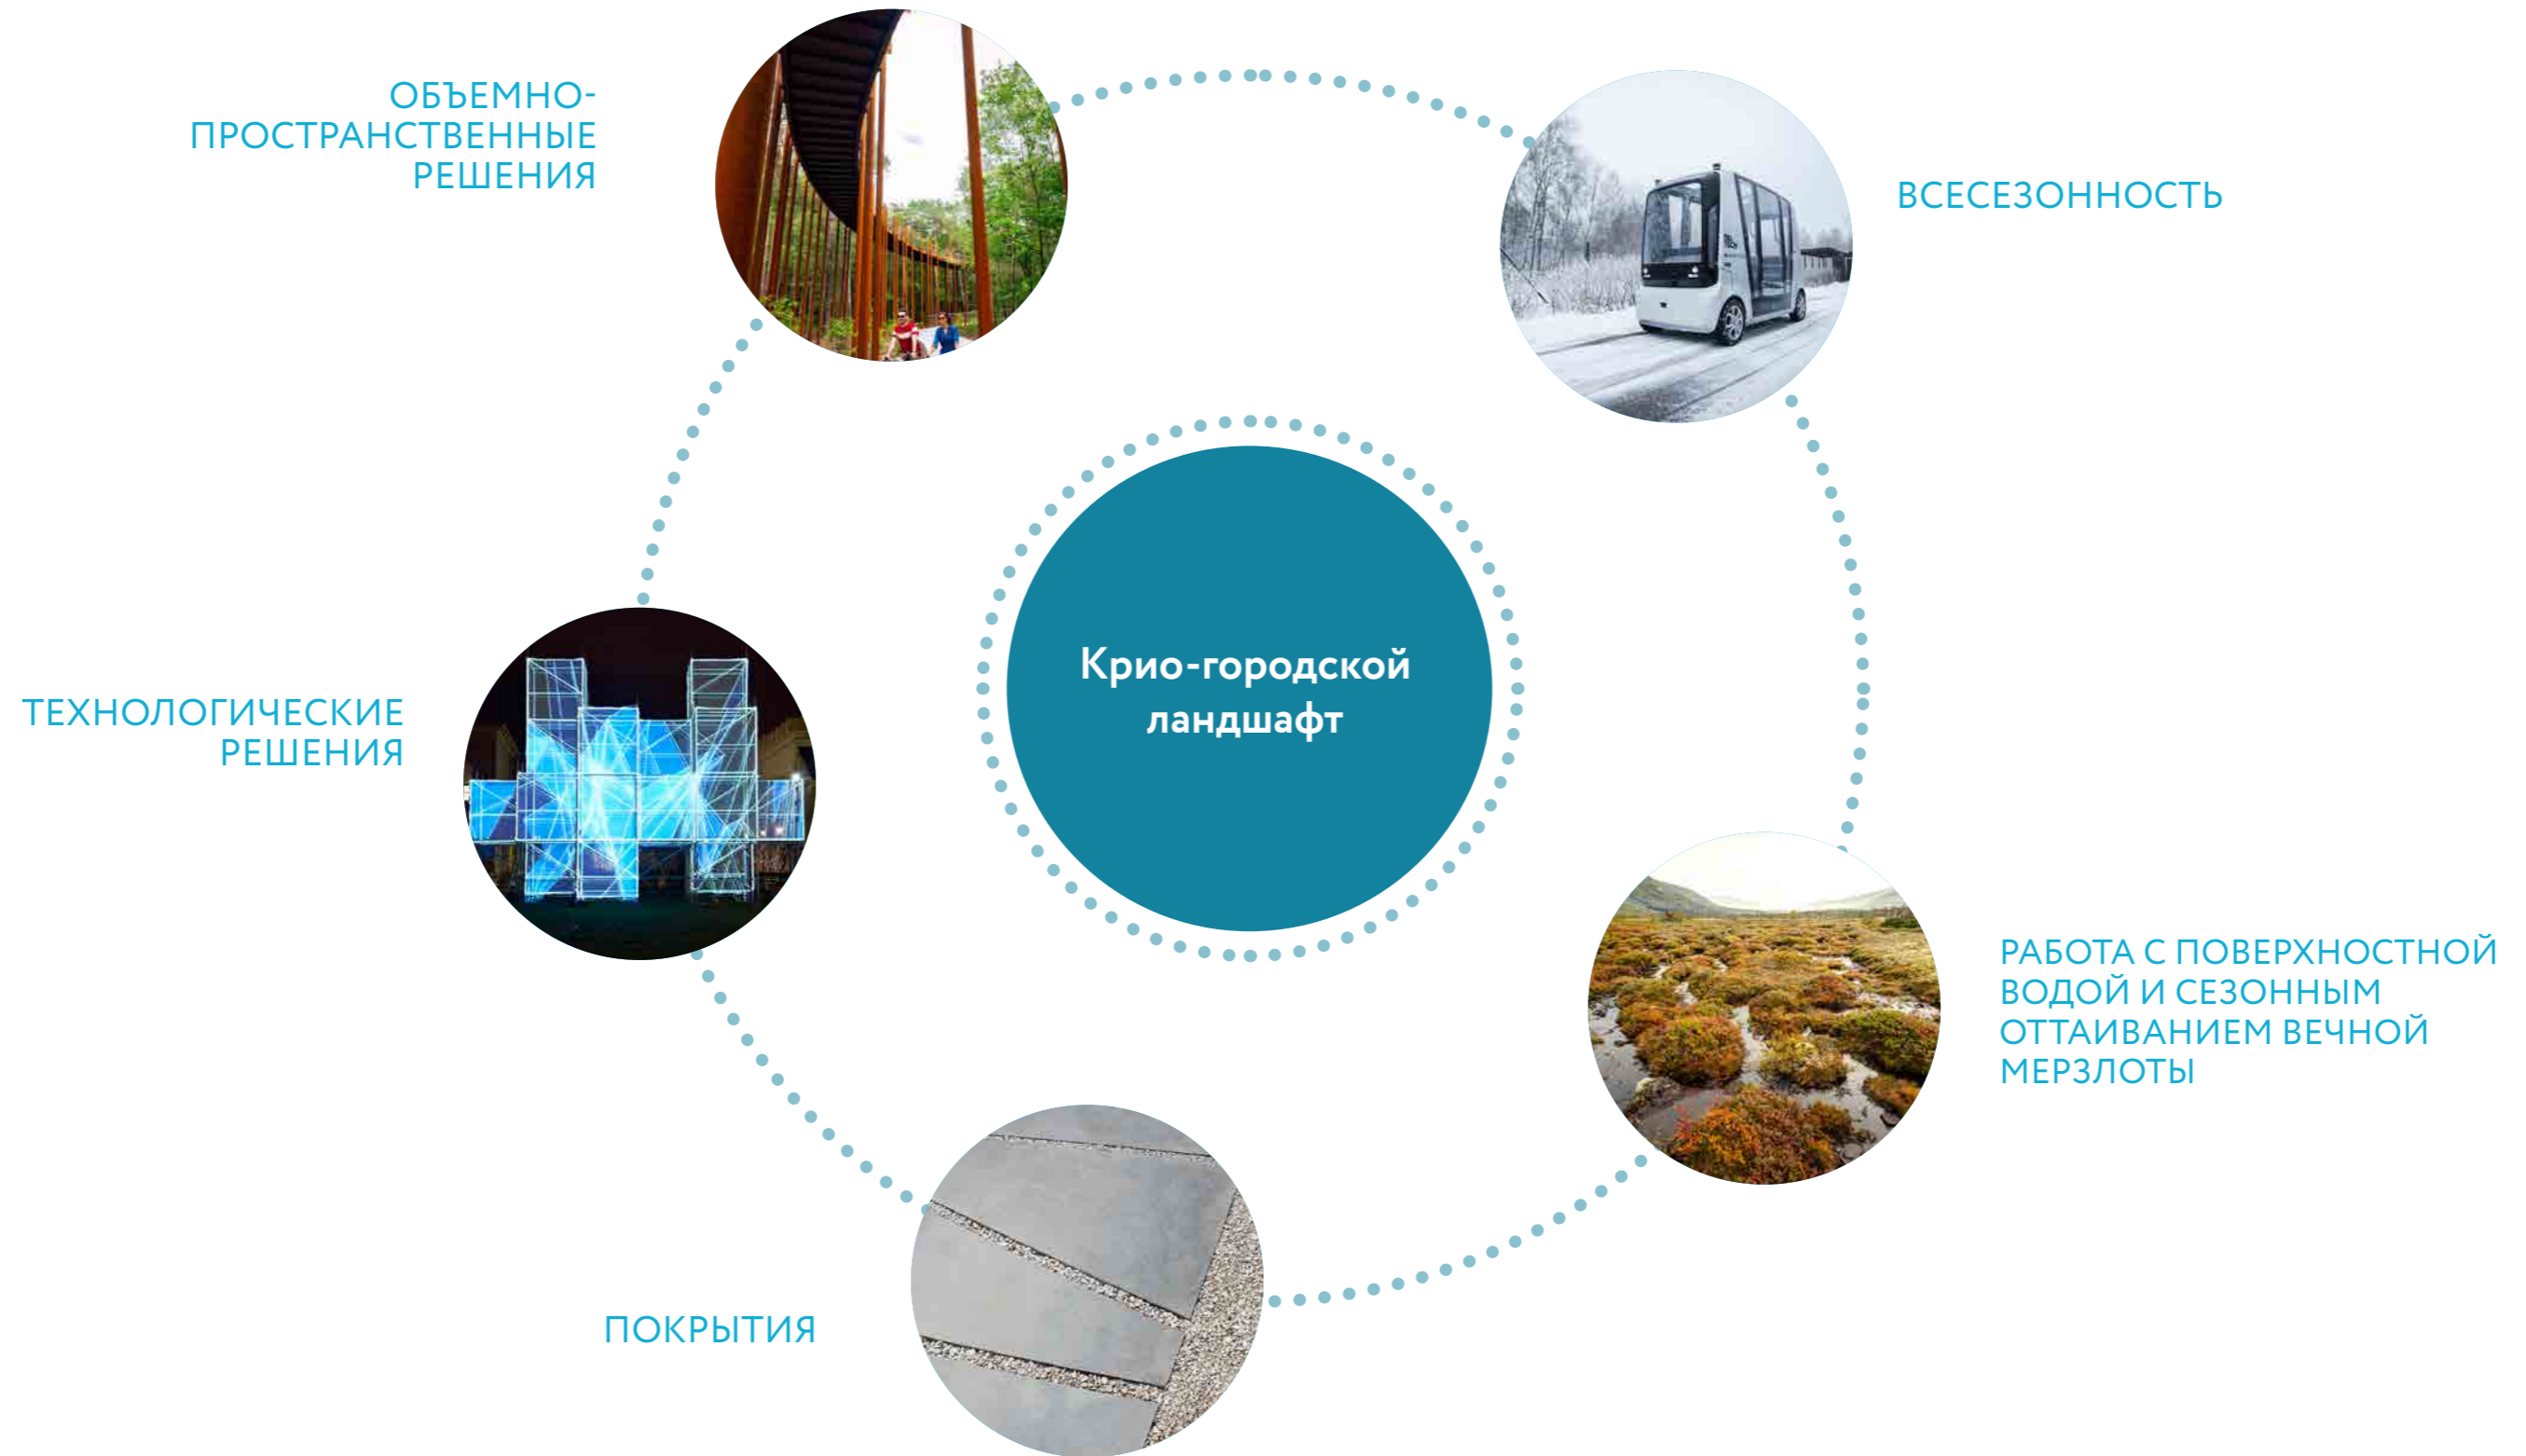 ОБЪЕМНО-
ПРОСТРАНСТВЕННЫЕ
РЕШЕНИЯ
ВСЕСЕЗОННОСТЬ
Крио-городской
ландшафт
ТЕХНОЛОГИЧЕСКИЕ
РЕШЕНИЯ
РАБОТА С ПОВЕРХНОСТНОЙ
ВОДОЙ И СЕЗОННЫМ
ОТТАИВАНИЕМ ВЕЧНОЙ
МЕРЗЛОТЫ
ПОКРЫТИЯ